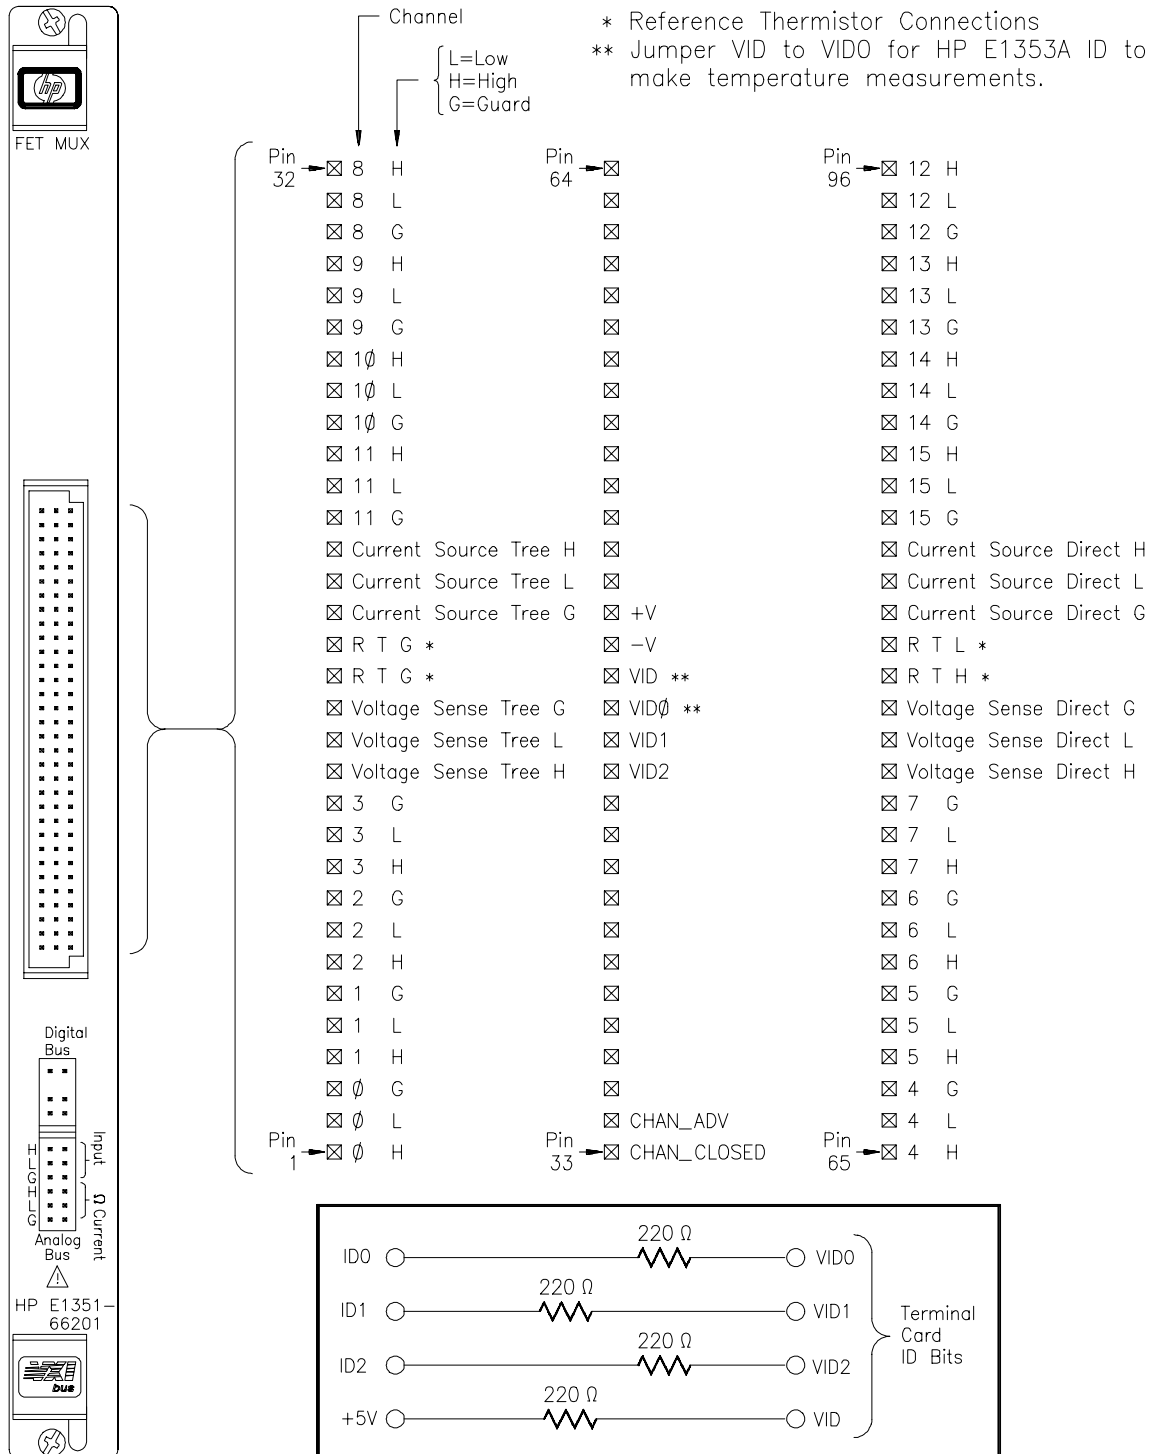 Channel
L=Low
H=High
G=Guard
* Reference Thermistor Connections
** Jumper VID to VID0 for HP E1353A ID to
make temperature measurements.
hp
FET MUX
Pin 32 8 H Pin 64 Pin 96 12 H
8 L 12 L
8 G 12 G
9 H 13 H
9 L 13 L
9 G 13 G
1Ø H 14 H
1Ø L 14 L
1Ø G 14 G
11 H 15 H
11 L 15 L
11 G 15 G
Current Source Tree H Current Source Direct H
Current Source Tree L Current Source Direct L
Current Source Tree G +V Current Source Direct G
R T G * −V R T L *
R T G * VID ** R T H *
Voltage Sense Tree G VIDØ ** Voltage Sense Direct G
Voltage Sense Tree L VID1 Voltage Sense Direct L
Voltage Sense Tree H VID2 Voltage Sense Direct H
3 G 7 G
3 L 7 L
3 H 7 H
2 G 6 G
2 L 6 L
2 H 6 H
1 G 5 G
1 L 5 L
1 H 5 H
Ø G 4 G
Ø L CHAN_ADV 4 L
Pin 1 Ø H Pin 33 CHAN_CLOSED Pin 65 4 H
Digital
Bus
H
L
G
H
L
G
Input
Ω Current
Analog
Bus
HP E1351-
66201
VXI
bus
ID0 220 Ω VID0
ID1 220 Ω VID1
ID2 220 Ω VID2
+5V 220 Ω VID
Terminal
Card
ID Bits